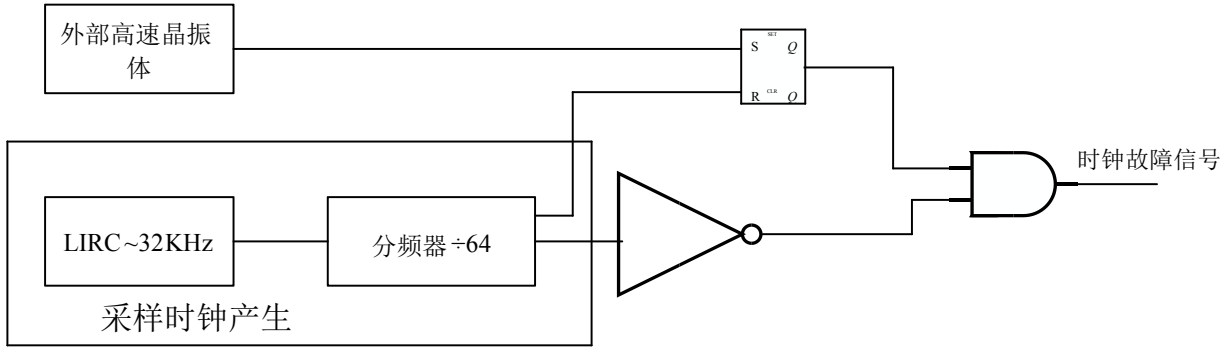 外部高速晶振
体
SET
S Q
R CLR Q
时钟故障信号
LIRC~32KHz
分频器÷64
采样时钟产生